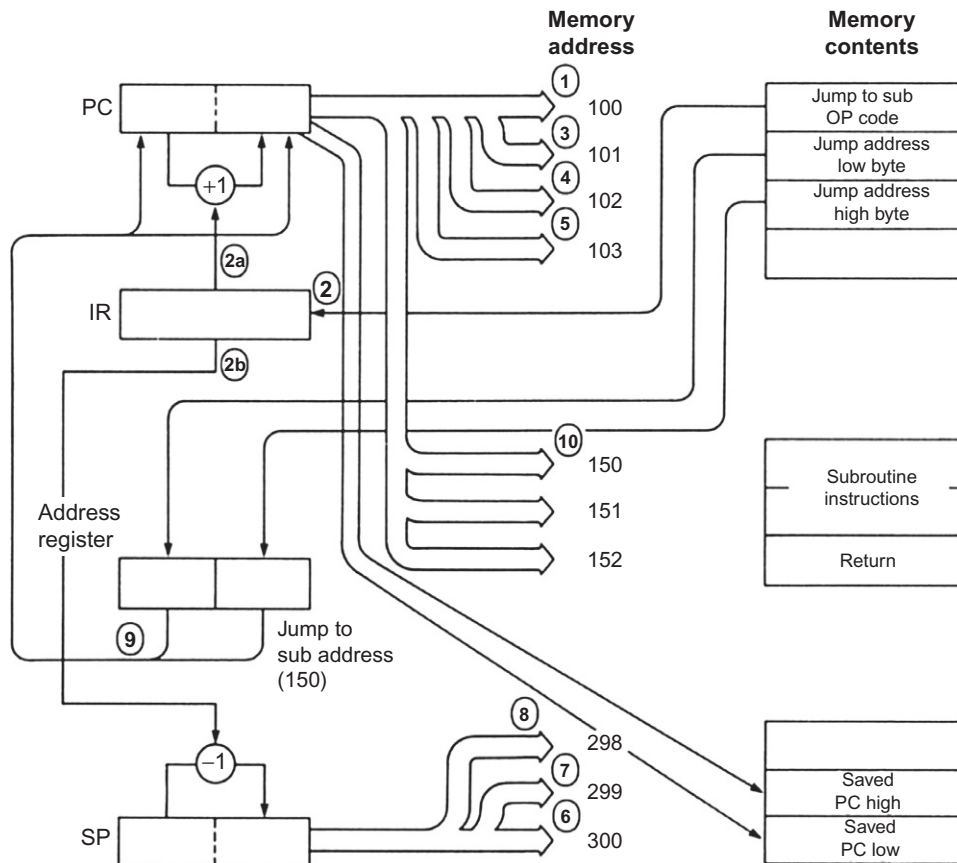 Memory address
Memory contents
PC
1
100
Jump to sub
OP code
3
101
Jump address
low byte
+1
4
102
Jump address
high byte
5
103
2a
2
IR
2b
10
150
Subroutine
instructions
151
Address
register
152
Return
9
Jump to
sub address
(150)
8
298
−1
7
299
Saved
PC high
6
SP
300
Saved
PC low